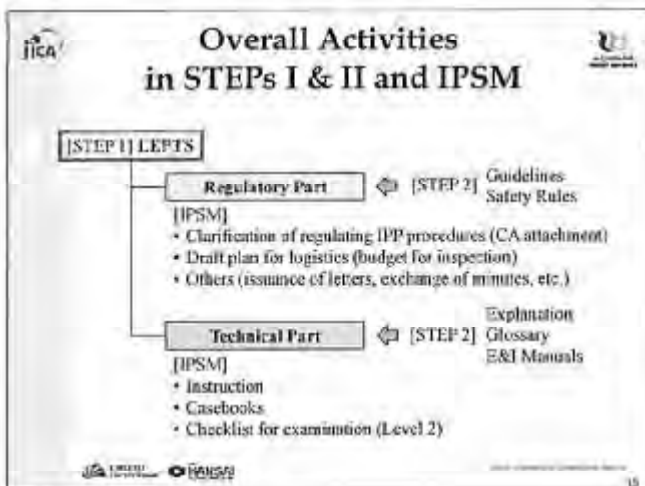 jICA
Overall Activities
in STEPs I & II and IPSM
[STEP 1] LEPTS
Regulatory Part
[STEP 2]
Guidelines
Safety Rules
[IPSM]
• Clarification of regulating IPP procedures (CA attachment)
• Draft plan for logistics (budget for inspection)
• Others (issuance of letters, exchange of minutes, etc.)
Technical Part
[STEP 2]
Explanation
Glossary
E&I Manuals
[IPSM]
• Instruction
• Casebooks
• Checklist for examination (Level 2)